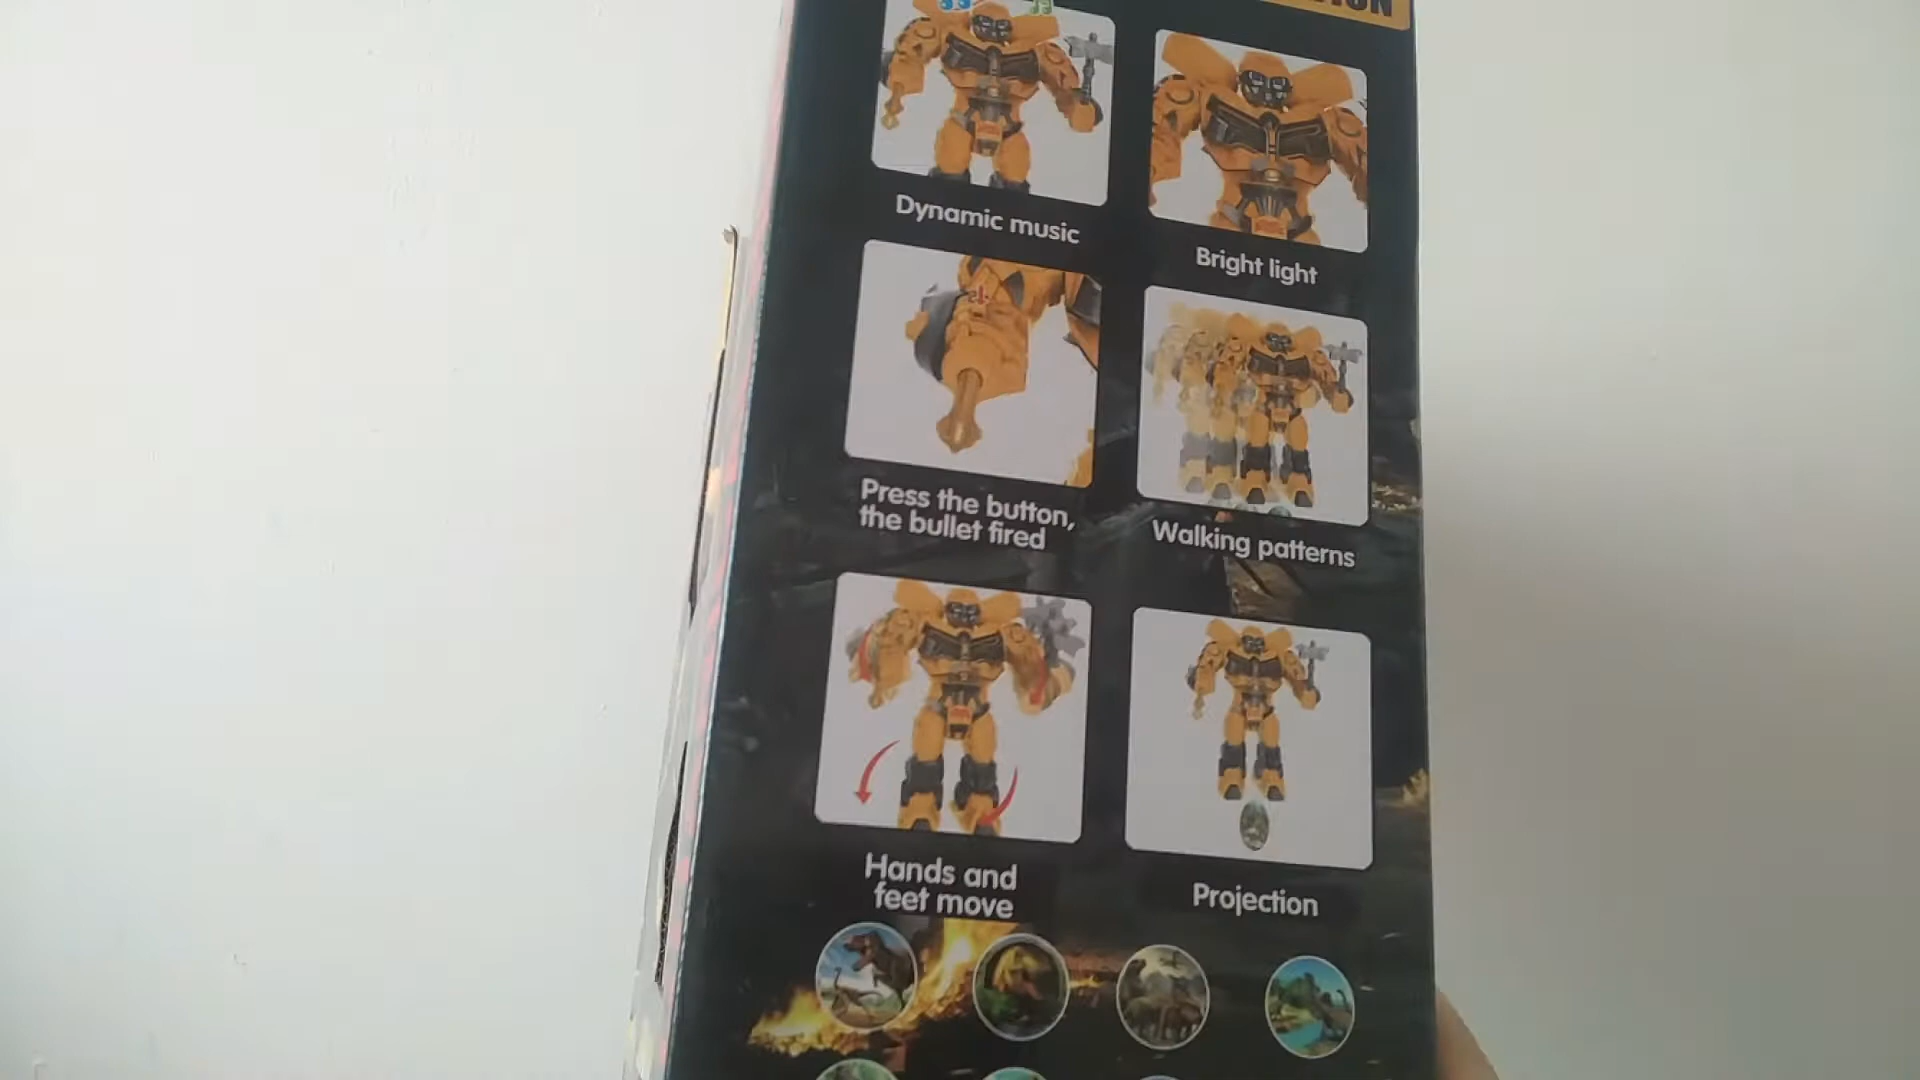 Dynamic music
Bright light
Press the button,
the bullet fired
Walking patterns
Hands and
feet move
Projection